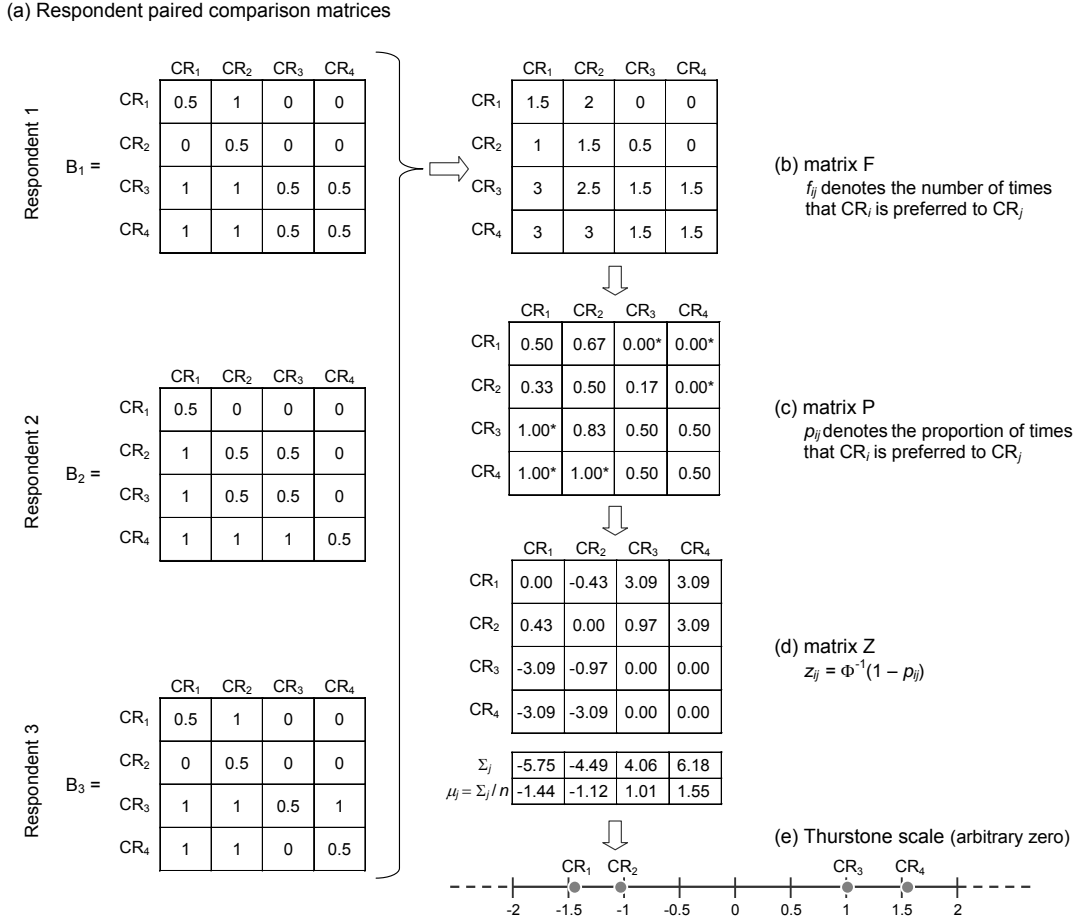 (a) Respondent paired comparison matrices
Respondent 1
B₁ =
CR₁ CR₂ CR₃ CR₄
CR₁ 0.5 1 0 0
CR₂ 0 0.5 0 0
CR₃ 1 1 0.5 0.5
CR₄ 1 1 0.5 0.5
Respondent 2
B₂ =
CR₁ CR₂ CR₃ CR₄
CR₁ 0.5 0 0 0
CR₂ 1 0.5 0.5 0
CR₃ 1 0.5 0.5 0
CR₄ 1 1 1 0.5
Respondent 3
B₃ =
CR₁ CR₂ CR₃ CR₄
CR₁ 0.5 1 0 0
CR₂ 0 0.5 0 0
CR₃ 1 1 0.5 1
CR₄ 1 1 0 0.5
CR₁ CR₂ CR₃ CR₄
CR₁ 1.5 2 0 0
CR₂ 1 1.5 0.5 0
CR₃ 3 2.5 1.5 1.5
CR₄ 3 3 1.5 1.5
(b) matrix F
fᵢⱼ denotes the number of times
that CRᵢ is preferred to CRⱼ
CR₁ CR₂ CR₃ CR₄
CR₁ 0.50 0.67 0.00* 0.00*
CR₂ 0.33 0.50 0.17 0.00*
CR₃ 1.00* 0.83 0.50 0.50
CR₄ 1.00* 1.00* 0.50 0.50
(c) matrix P
pᵢⱼ denotes the proportion of times
that CRᵢ is preferred to CRⱼ
CR₁ CR₂ CR₃ CR₄
CR₁ 0.00 -0.43 3.09 3.09
CR₂ 0.43 0.00 0.97 3.09
CR₃ -3.09 -0.97 0.00 0.00
CR₄ -3.09 -3.09 0.00 0.00
(d) matrix Z
zᵢⱼ = Φ⁻¹(1 – pᵢⱼ)
Σⱼ -5.75 -4.49 4.06 6.18
μⱼ = Σⱼ / n -1.44 -1.12 1.01 1.55
(e) Thurstone scale (arbitrary zero)
CR₁ CR₂ CR₃ CR₄
-2 -1.5 -1 -0.5 0 0.5 1 1.5 2